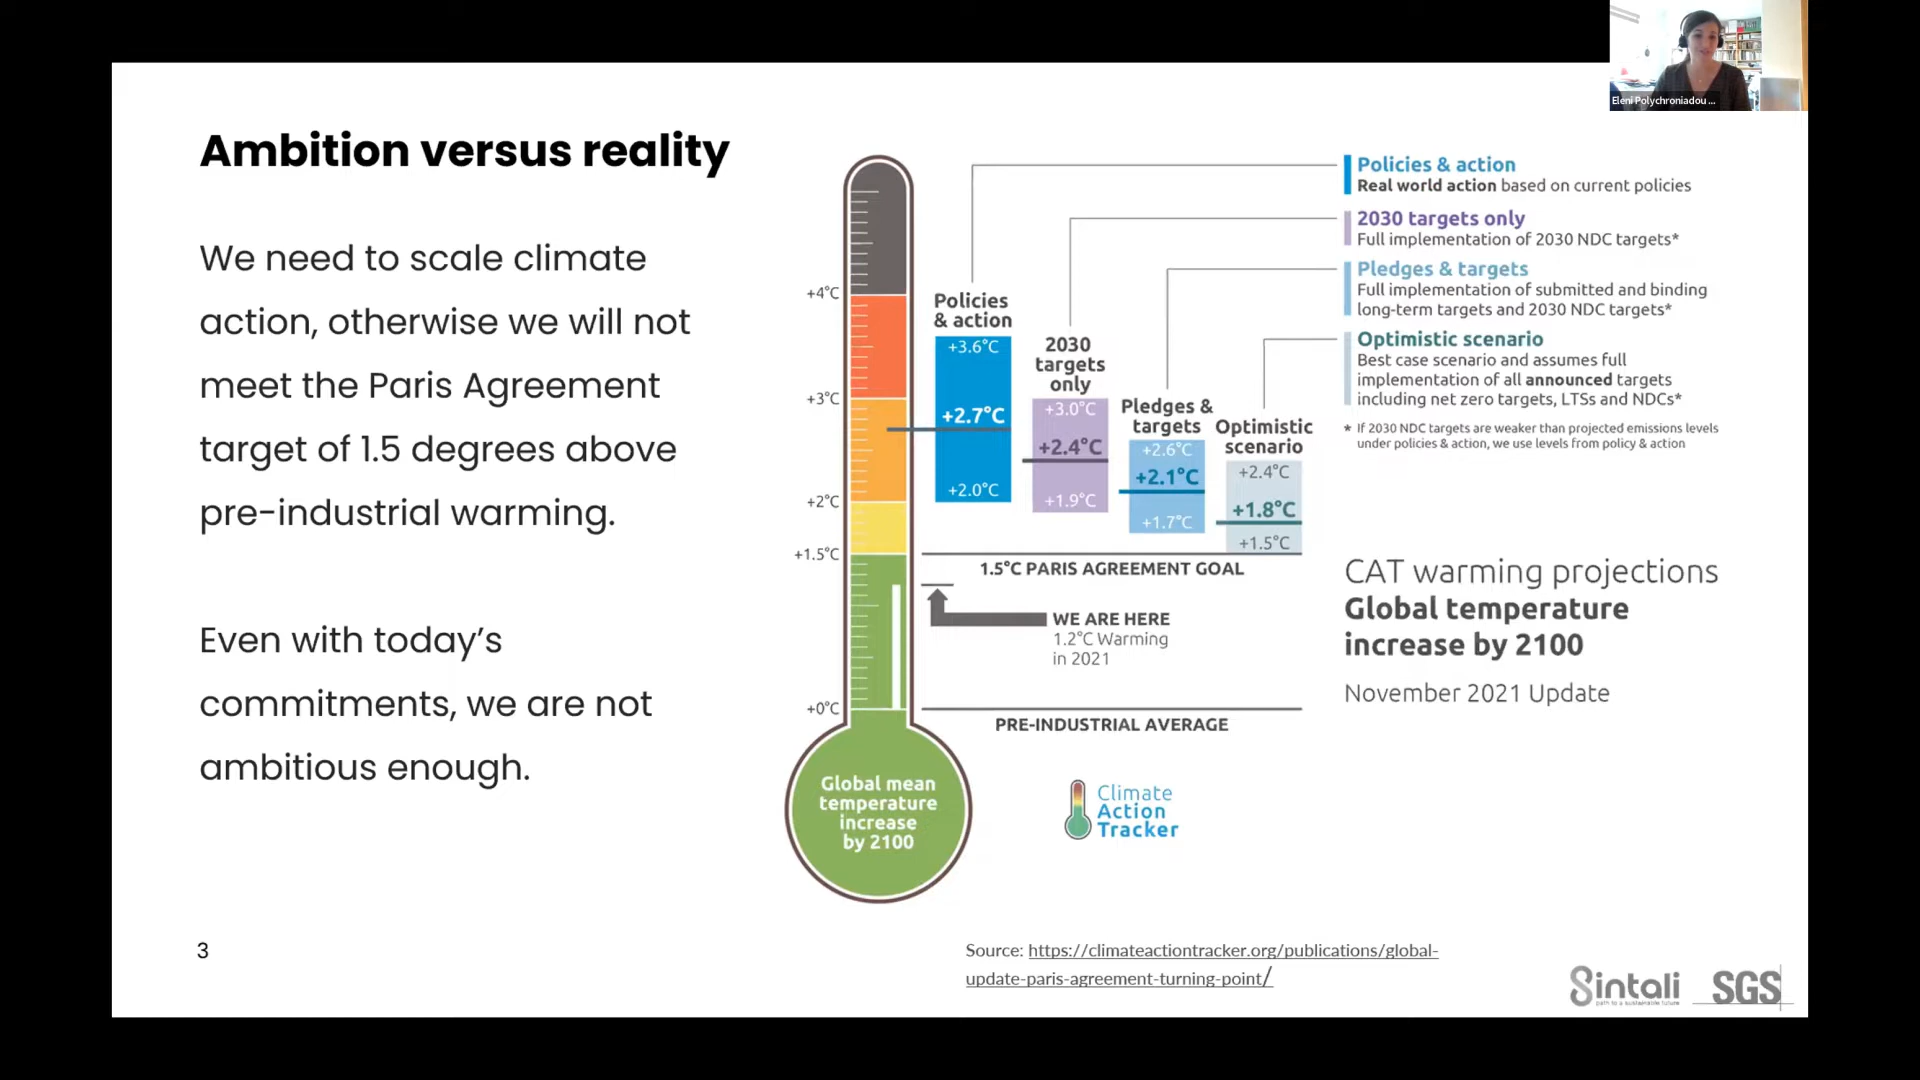 Eleni Polychroniadou ...
Ambition versus reality
We need to scale climate
action, otherwise we will not
meet the Paris Agreement
target of 1.5 degrees above
pre-industrial warming.
Even with today's
commitments, we are not
ambitious enough.
+4°C
+3°C
+2°C
+1.5°C
+0°C
Global mean
temperature
increase
by 2100
Policies
& action
+3.6°C
+2.7°C
+2.0°C
2030
targets
only
+3.0°C
+2.4°C
+1.9°C
Pledges &
targets
+2.6°C
+2.1°C
+1.7°C
Optimistic
scenario
+2.4°C
+1.8°C
+1.5°C
1.5°C PARIS AGREEMENT GOAL
WE ARE HERE
1.2°C Warming
in 2021
PRE-INDUSTRIAL AVERAGE
Climate
Action
Tracker
Policies & action
Real world action based on current policies
2030 targets only
Full implementation of 2030 NDC targets*
Pledges & targets
Full implementation of submitted and binding
long-term targets and 2030 NDC targets*
Optimistic scenario
Best case scenario and assumes full
implementation of all announced targets
including net zero targets, LTSs and NDCs*
* If 2030 NDC targets are weaker than projected emissions levels
under policies & action, we use levels from policy & action
CAT warming projections
Global temperature
increase by 2100
November 2021 Update
3
Source: https://climateactiontracker.org/publications/global-
update-paris-agreement-turning-point/
Sintali
path to a sustainable future
SGS